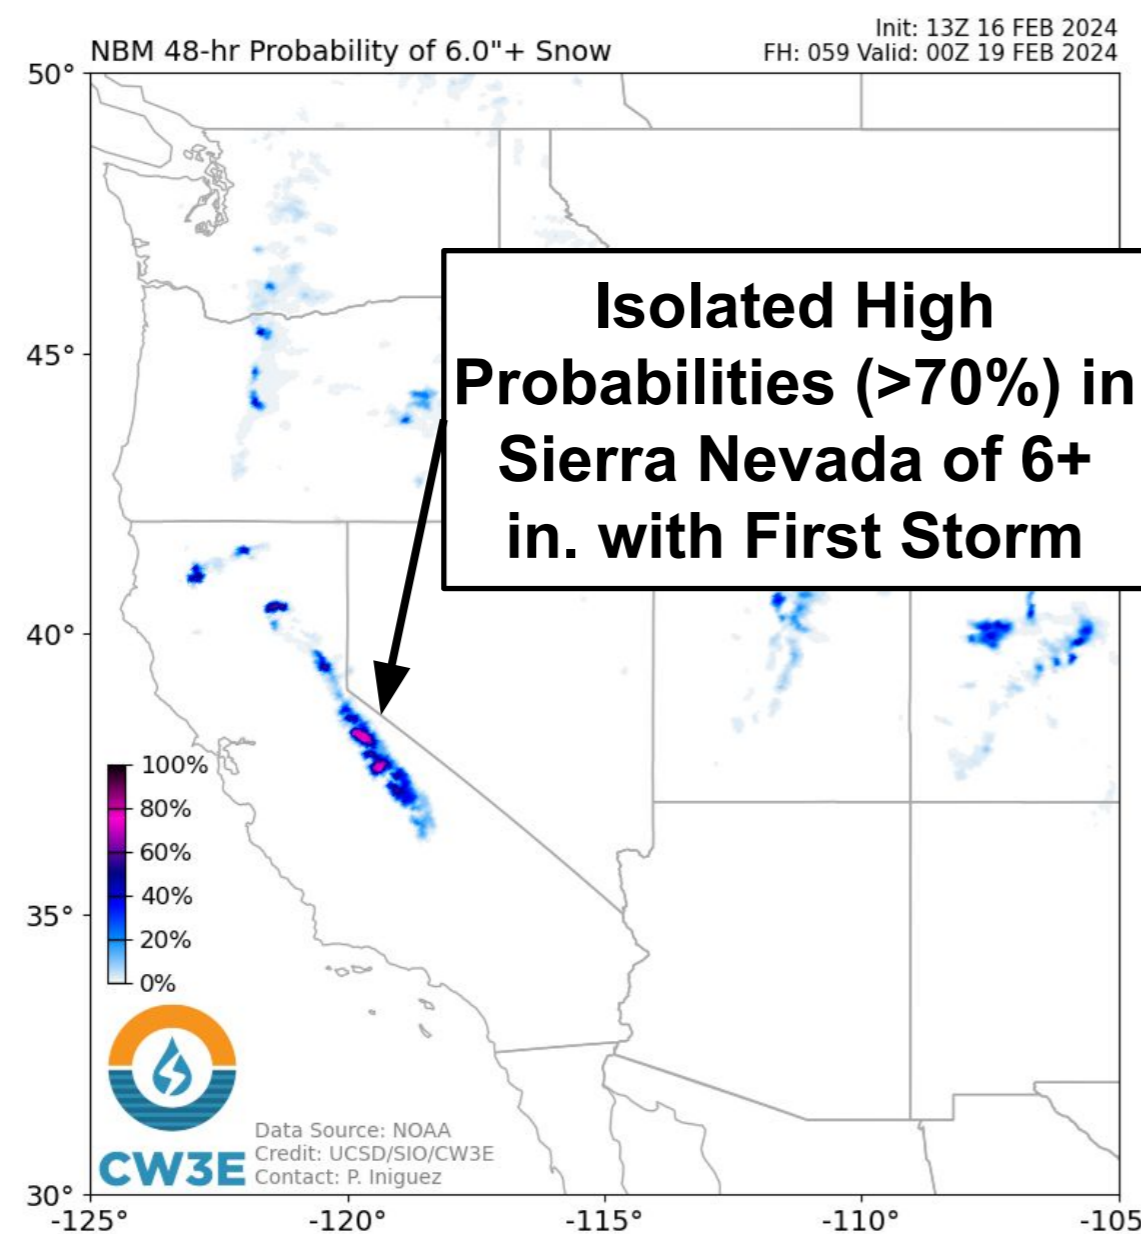 Init: 13Z 16 FEB 2024
NBM 48-hr Probability of 6.0"+ Snow
FH: 059 Valid: 00Z 19 FEB 2024
50°
45°
40°
35°
30°
Isolated High
Probabilities (>70%) in
Sierra Nevada of 6+
in. with First Storm
100%
80%
60%
40%
20%
0%
CW3E
Data Source: NOAA
Credit: UCSD/SIO/CW3E
Contact: P. Iniguez
-125°
-120°
-115°
-110°
-105